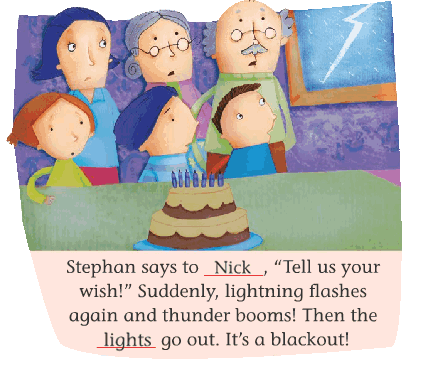 Stephan says to Nick, “Tell us your
wish!” Suddenly, lightning flashes
again and thunder booms! Then the
lights go out. It’s a blackout!